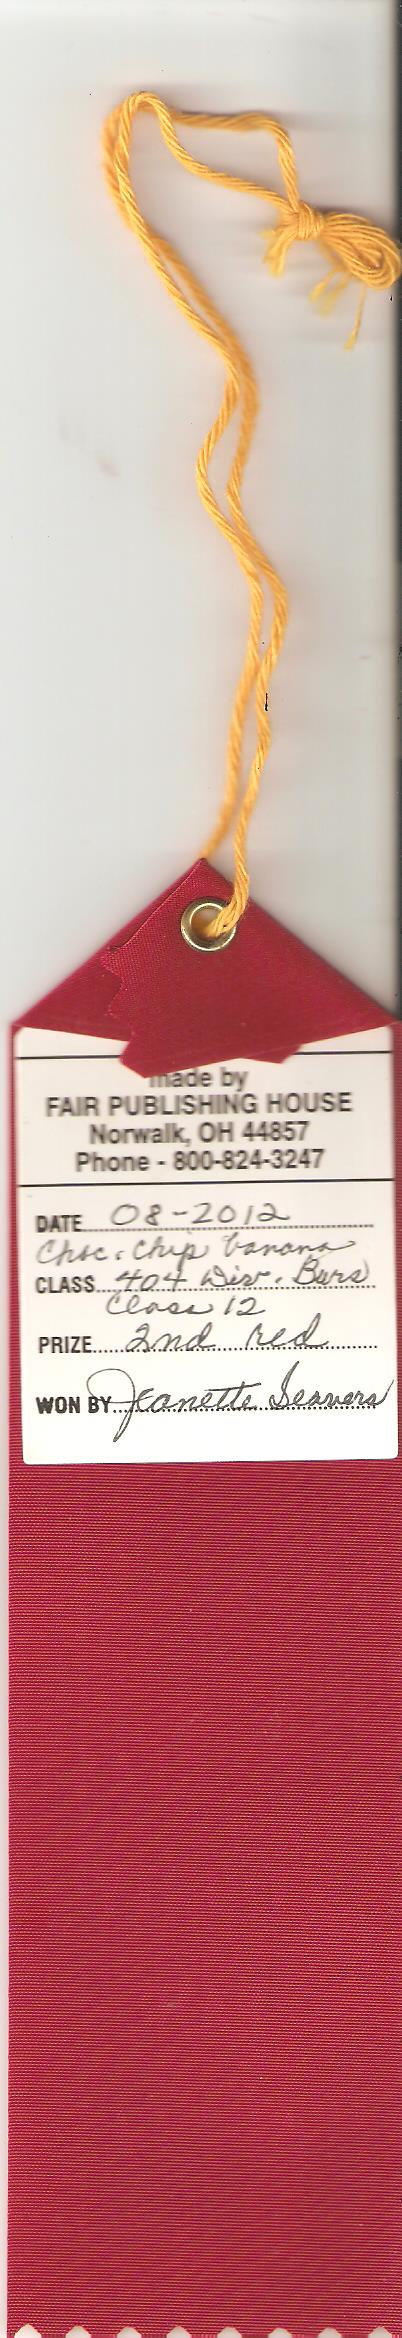 made by
FAIR PUBLISHING HOUSE
Norwalk, OH 44857
Phone - 800-824-3247
DATE 08-2012
Choc. Chip banana
CLASS 404 Div. Bars
Class 12
PRIZE 2nd red
WON BY Jeanette Seavers